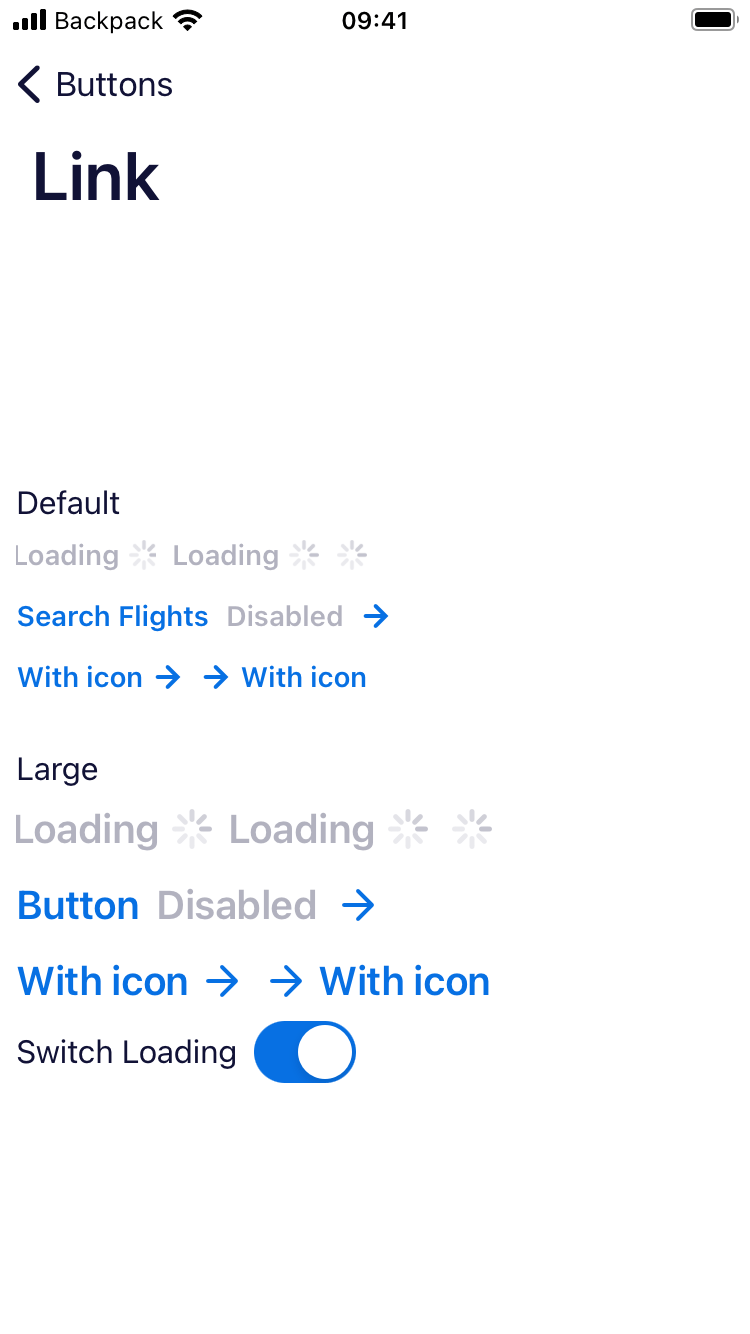 Backpack 09:41
Buttons
Link
Default
Loading Loading
Search Flights Disabled
With icon With icon
Large
Loading Loading
Button Disabled
With icon With icon
Switch Loading